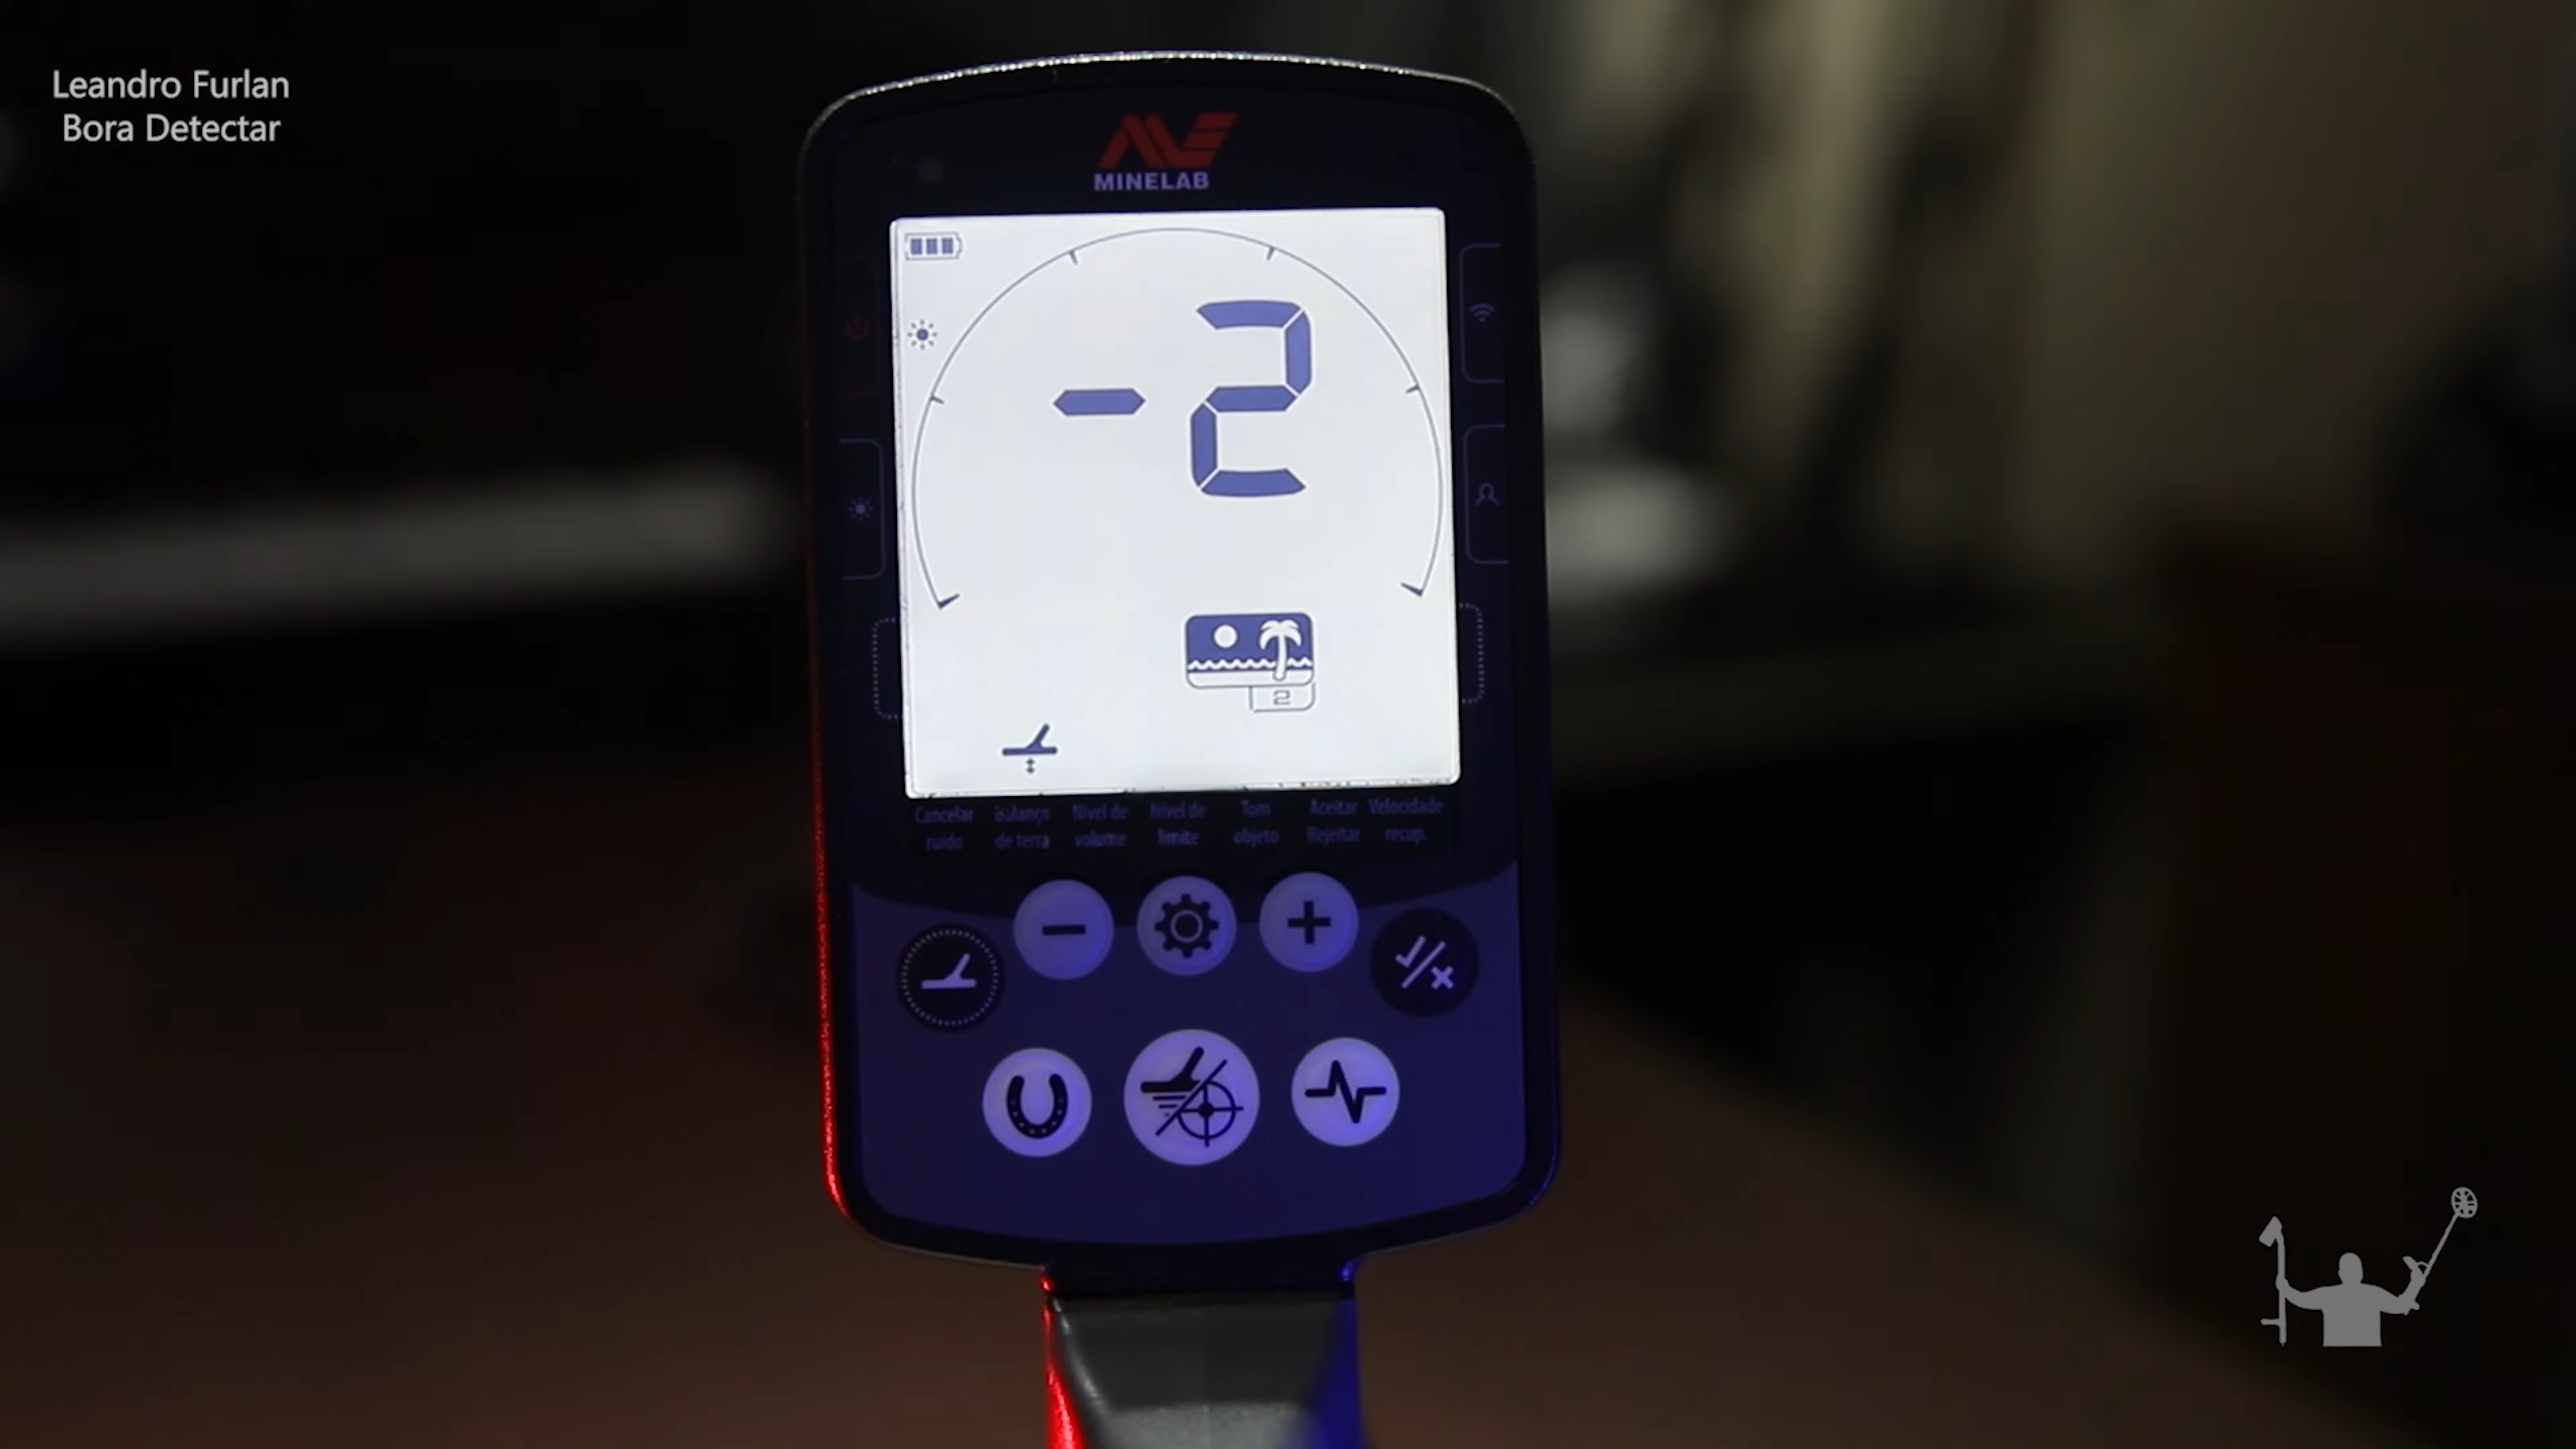 Leandro Furlan
Bora Detectar
MINELAB
-2
2
Cancelar ruído
Balanço de terra
Nível de volume
Nível de limite
Tom objeto
Aceitar Rejeitar
Velocidade recup.